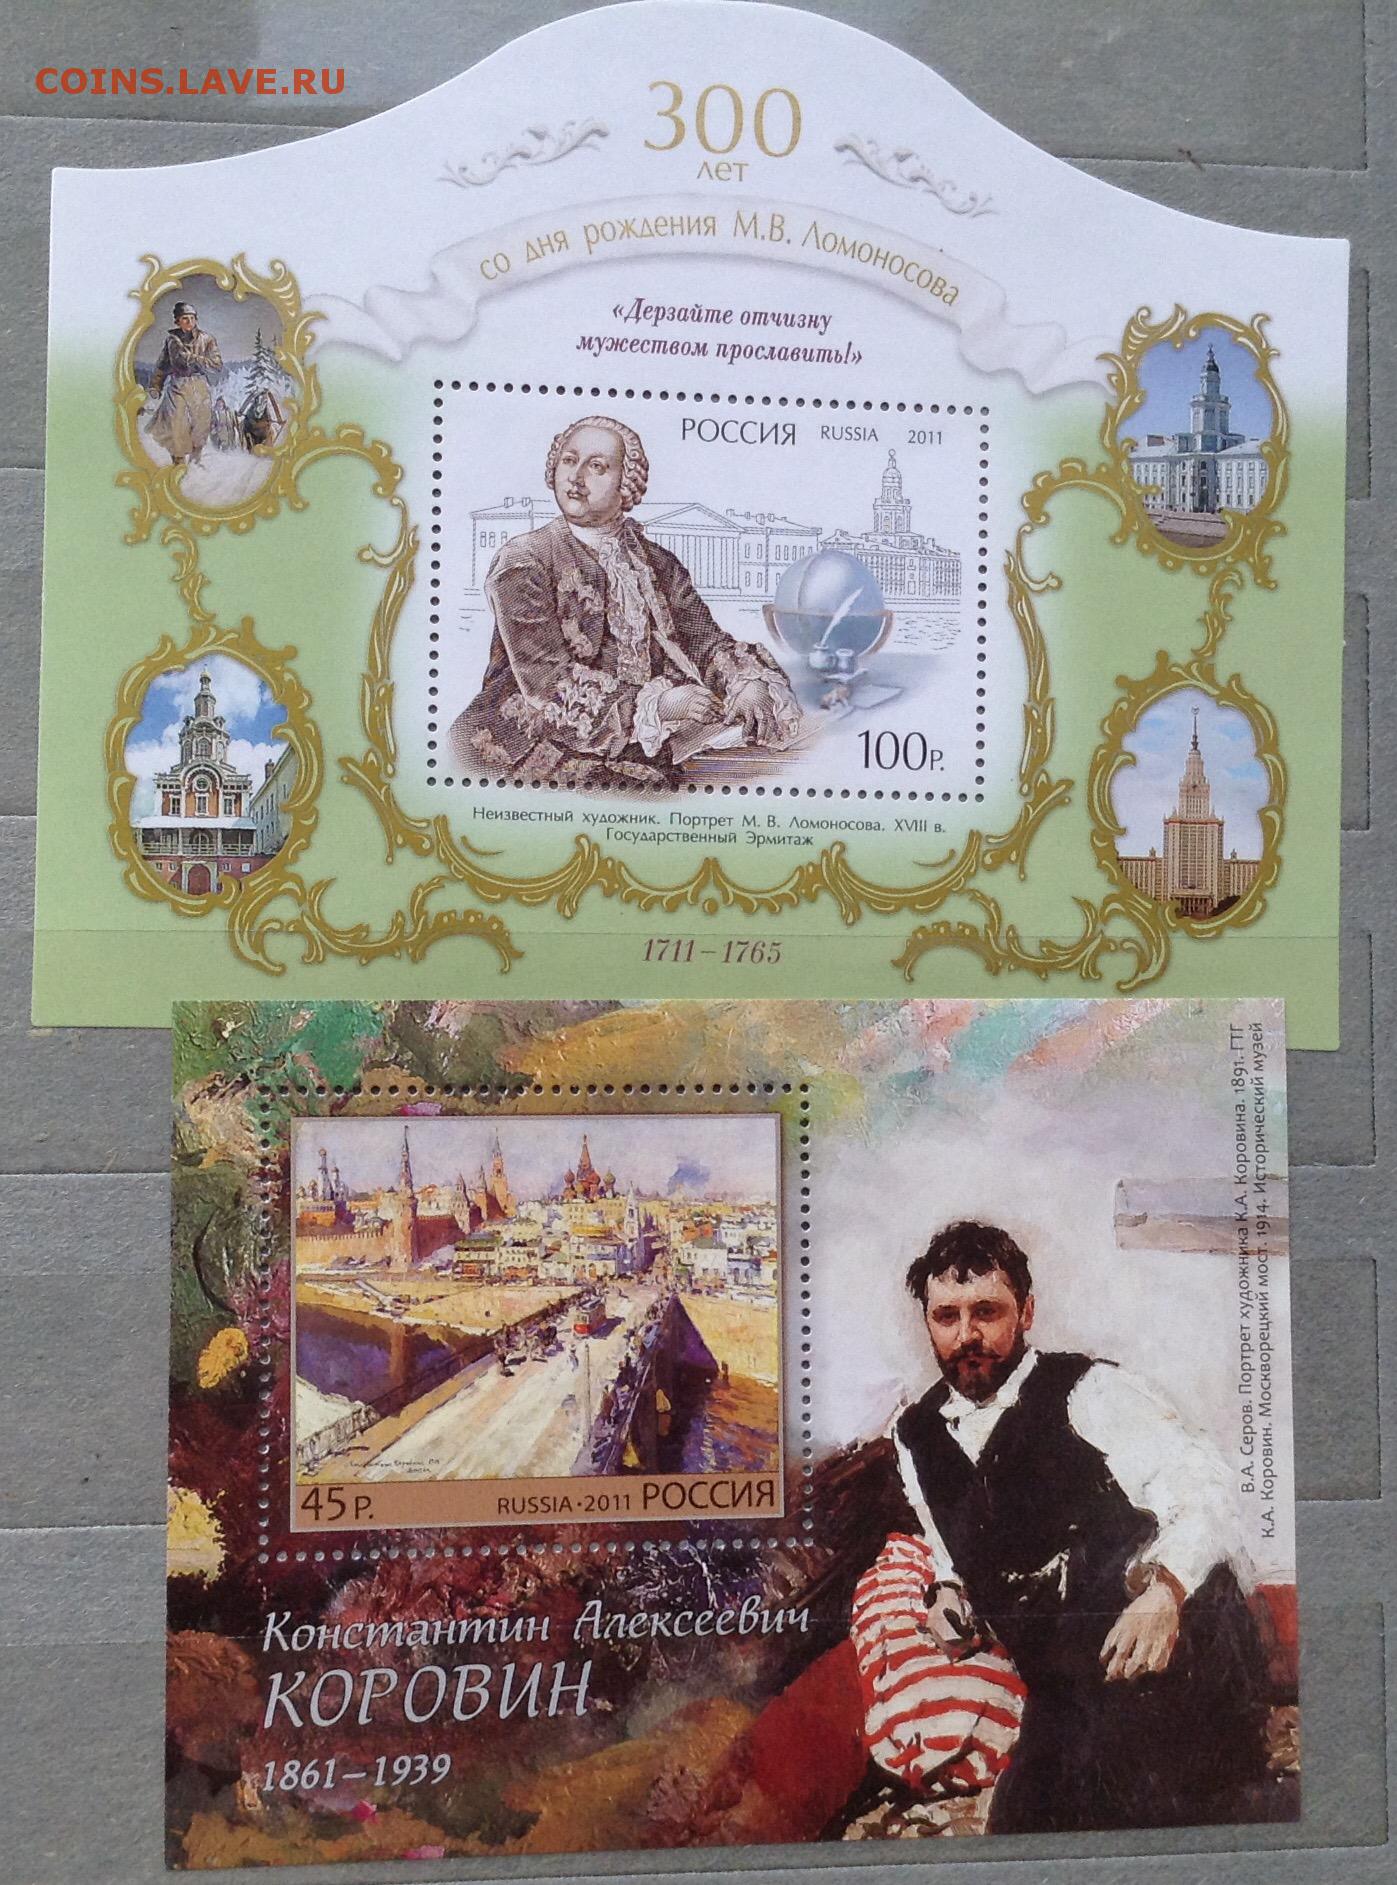 COINS.LAVE.RU
300
лет
со дня рождения М.В. Ломоносова
«Дерзайте отчизну
мужеством прославить!»
РОССИЯ RUSSIA 2011
100Р.
Неизвестный художник. Портрет М. В. Ломоносова. XVIII в.
Государственный Эрмитаж
1711–1765
45 Р.
RUSSIA·2011 РОССИЯ
Константин Алексеевич
КОРОВИН
1861–1939
В.А. Серов. Портрет художника К.А. Коровина. 1891. ГТГ
К.А. Коровин. Москворецкий мост. 1914. Исторический музей